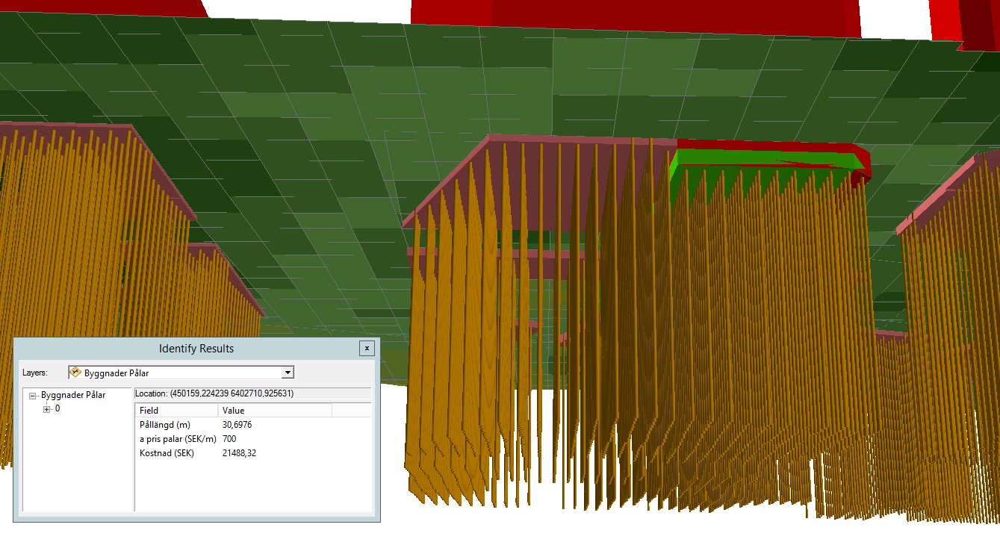 Identify Results
x
Layers: Byggnader Pålar
Byggnader Pålar
0
Location: (450159,224239 6402710,925631)
Field Value
Pållängd (m) 30,6976
a pris palar (SEK/m) 700
Kostnad (SEK) 21488,32